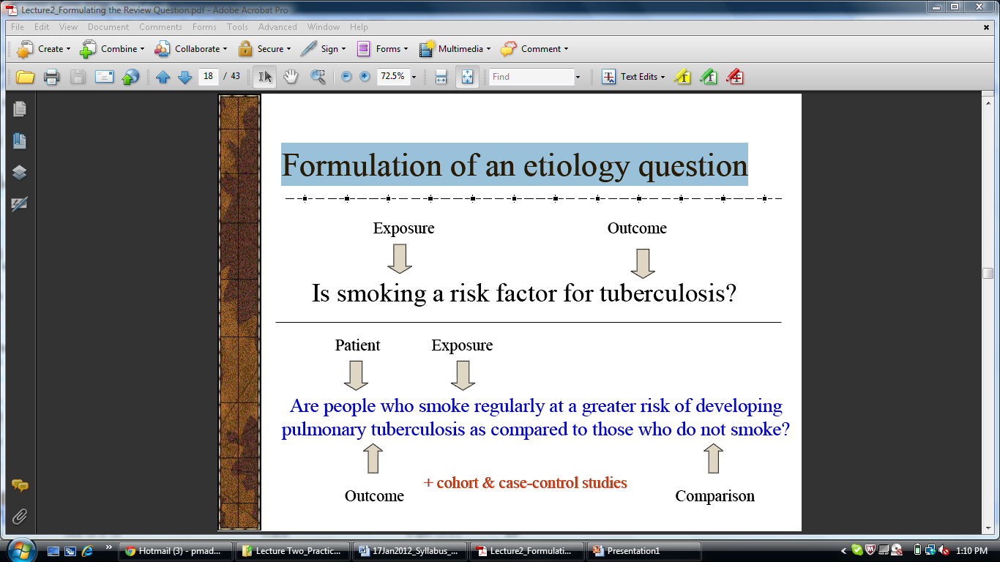 Lecture2_Formulating the Review Question.pdf - Adobe Acrobat Pro
File Edit View Document Comments Forms Tools Advanced Window Help
Create Combine Collaborate Secure Sign Forms Multimedia Comment
18 / 43 72.5% Find Text Edits
Formulation of an etiology question
Exposure Outcome
Is smoking a risk factor for tuberculosis?
Patient Exposure
Are people who smoke regularly at a greater risk of developing
pulmonary tuberculosis as compared to those who do not smoke?
+ cohort & case-control studies
Outcome Comparison
Hotmail (3) - pmad... Lecture Two_Practic... 17Jan2012_Syllabus_... Lecture2_Formulati... Presentation1 1:10 PM